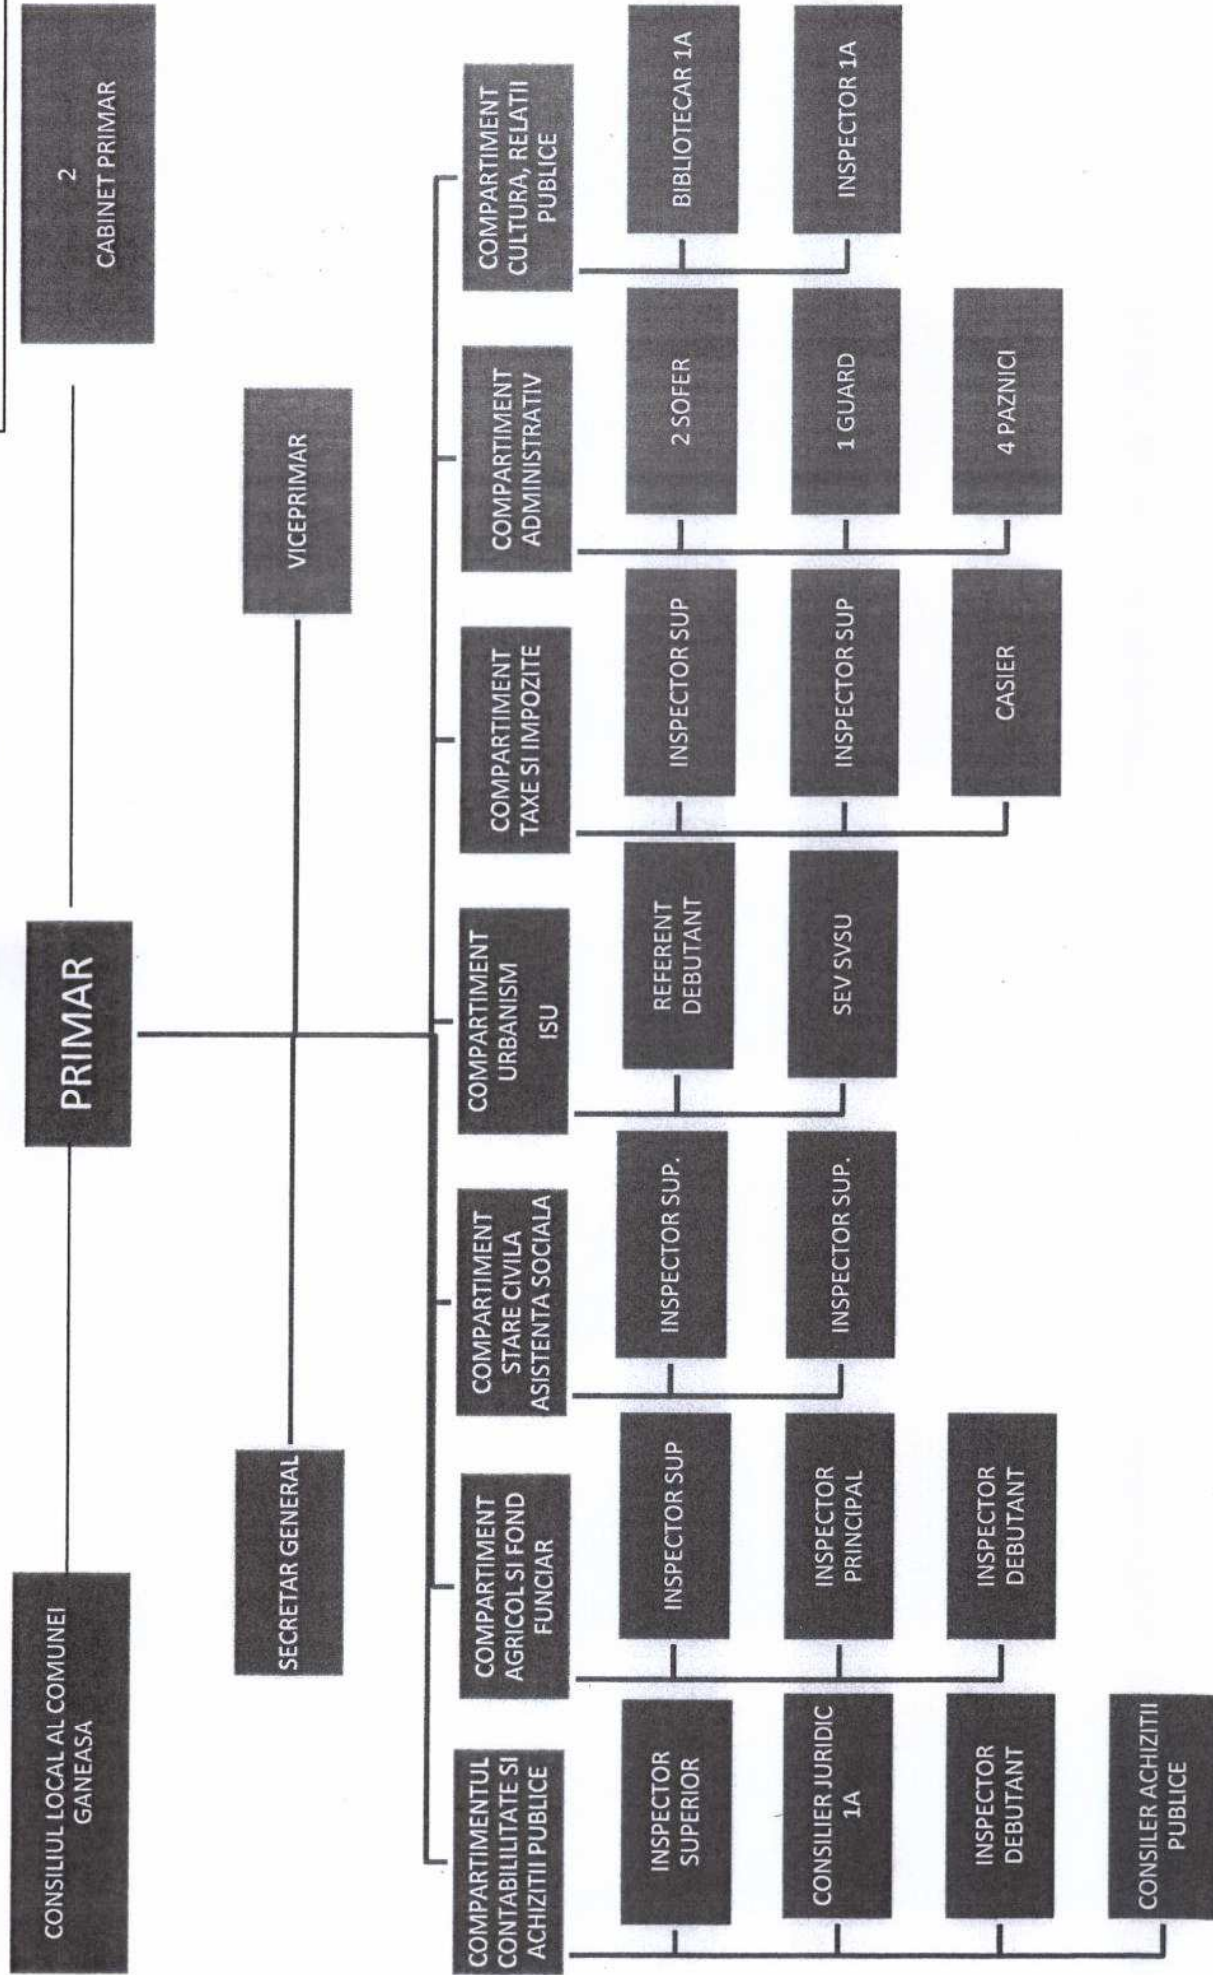 CONSILIUL LOCAL AL COMUNEI
GANEASA
PRIMAR
2
CABINET PRIMAR
SECRETAR GENERAL
VICEPRIMAR
COMPARTIMENTUL
CONTABILILITATE SI
ACHIZITII PUBLICE
INSPECTOR
SUPERIOR
CONSILIER JURIDIC
1A
INSPECTOR
DEBUTANT
CONSILER ACHIZITII
PUBLICE
COMPARTIMENT
AGRICOL SI FOND
FUNCIAR
INSPECTOR SUP
INSPECTOR
PRINCIPAL
INSPECTOR
DEBUTANT
COMPARTIMENT
STARE CIVILA
ASISTENTA SOCIALA
INSPECTOR SUP.
INSPECTOR SUP.
COMPARTIMENT
URBANISM
ISU
REFERENT
DEBUTANT
SEV SVSU
COMPARTIMENT
TAXE SI IMPOZITE
INSPECTOR SUP
INSPECTOR SUP
CASIER
COMPARTIMENT
ADMINISTRATIV
2 SOFER
1 GUARD
4 PAZNICI
COMPARTIMENT
CULTURA, RELATII
PUBLICE
BIBLIOTECAR 1A
INSPECTOR 1A